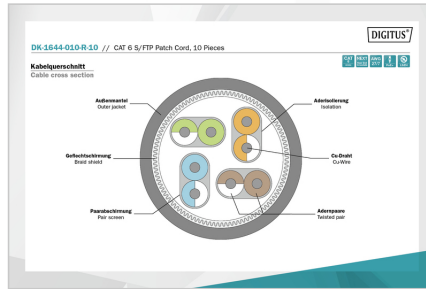 DIGITUS®
DK-1644-010-R-10 // CAT 6 S/FTP Patch Cord, 10 Pieces
Kabelquerschnitt
Cable cross section
Außenmantel
Outer jacket
Aderisolierung
Isolation
Geflechtschirmung
Braid shield
Cu-Draht
Cu-Wire
Paarabschirmung
Pair screen
Adernpaare
Twisted pair